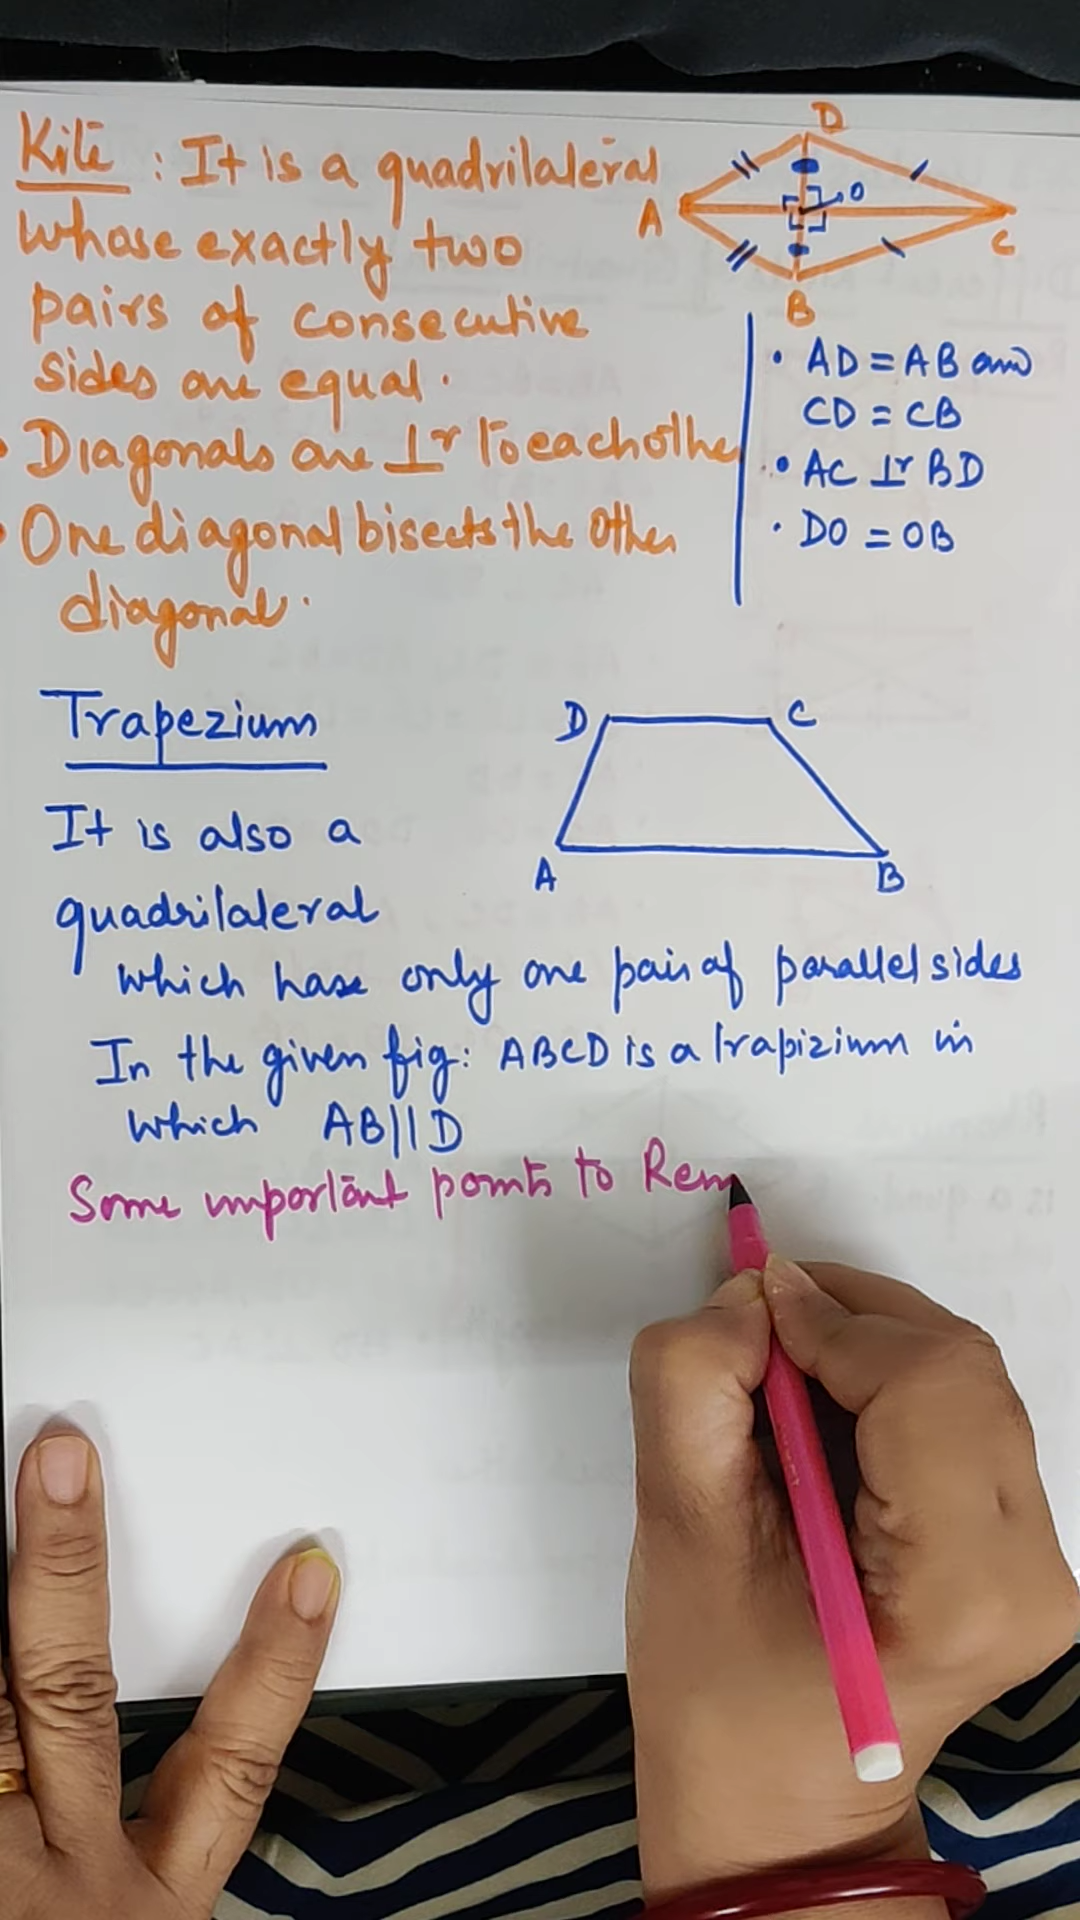 Kite : It is a quadrilateral
whose exactly two
pairs of consecutive
sides are equal.
• Diagonals are ⊥r to each other
• One diagonal bisects the other
diagonal.
D
A
O
C
B
• AD = AB and
CD = CB
• AC ⊥r BD
• DO = OB
Trapezium
D C
A B
It is also a
quadrilateral
which have only one pair of parallel sides
In the given fig: ABCD is a trapizium in
which AB||D
Some important points to Rem